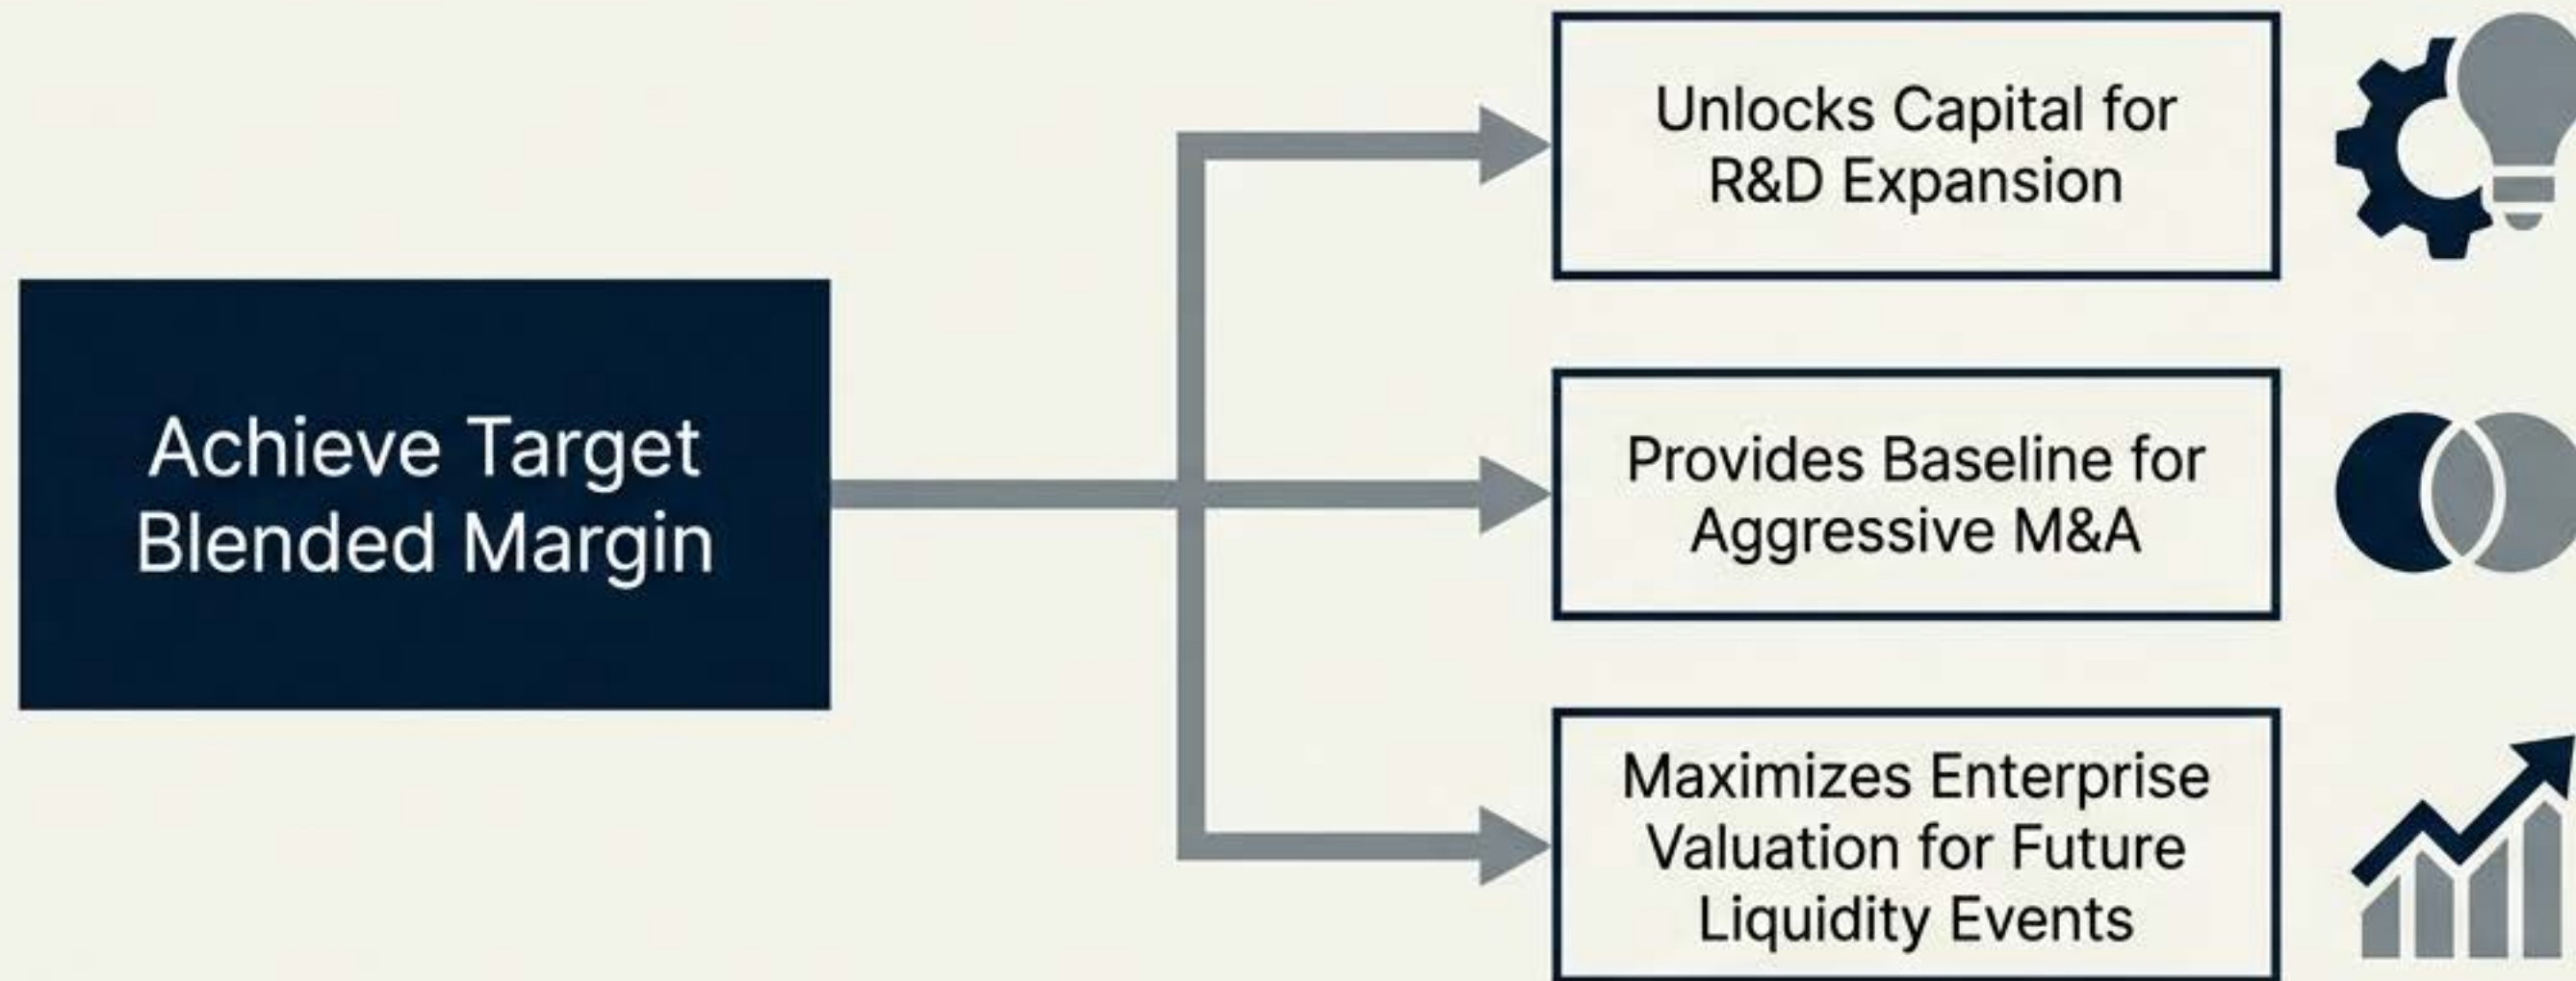 Achieve Target
Blended Margin
Unlocks Capital for
R&D Expansion
Provides Baseline for
Aggressive M&A
Maximizes Enterprise
Valuation for Future
Liquidity Events